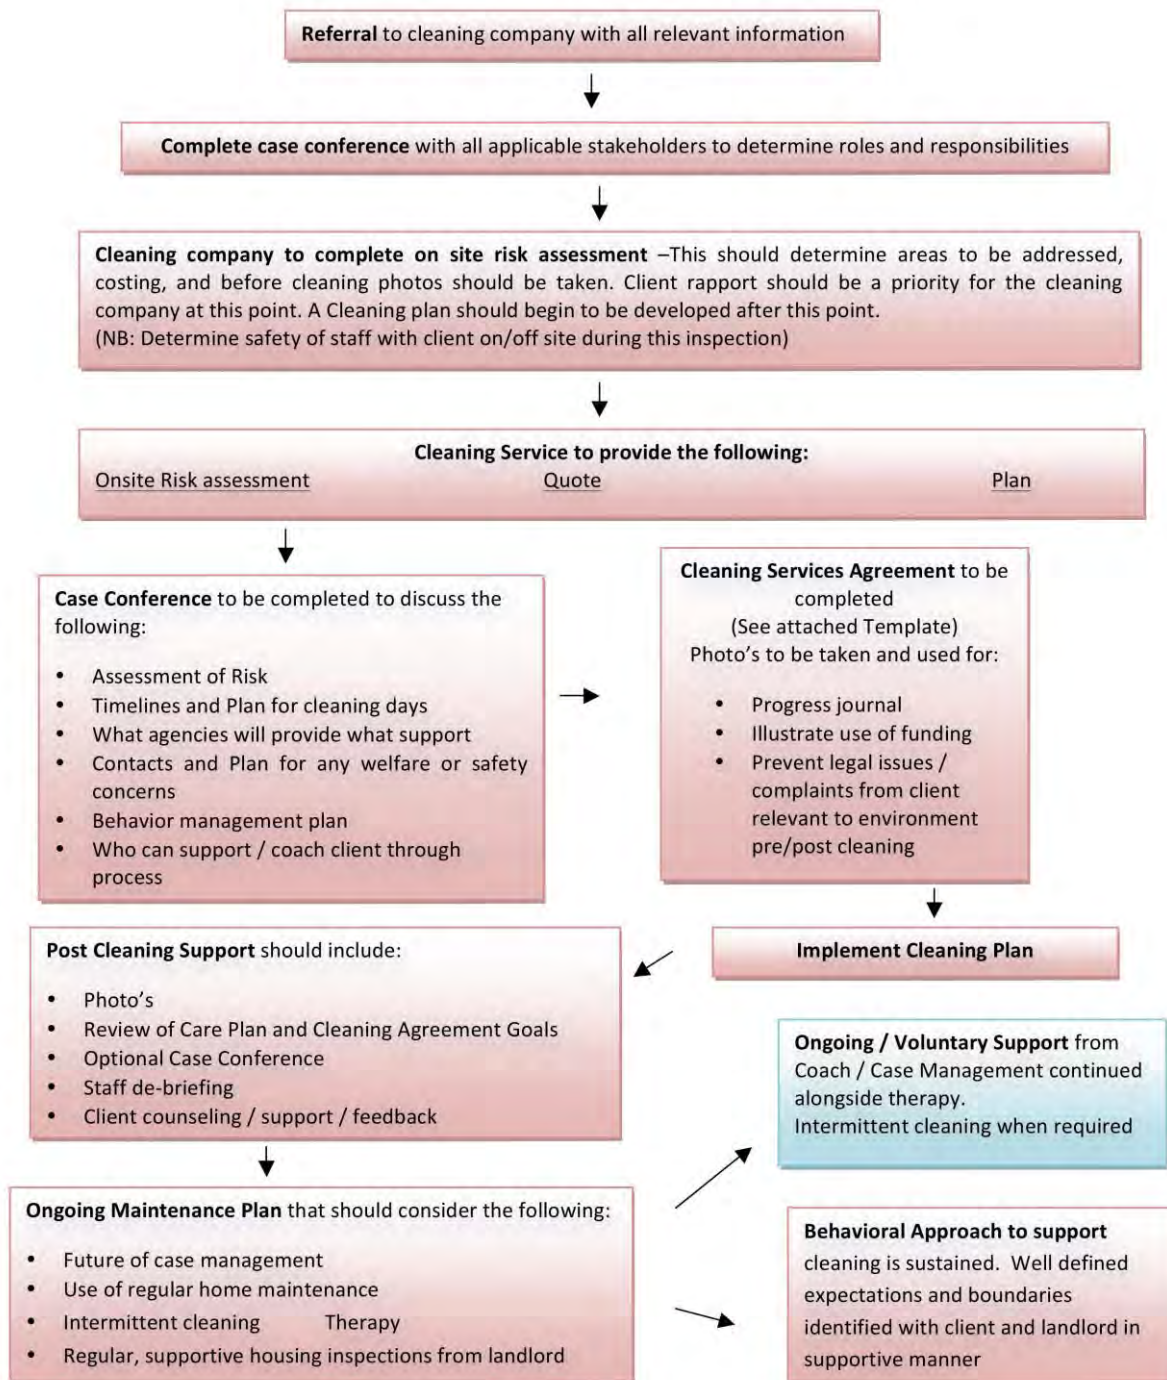 Referral to cleaning company with all relevant information
Complete case conference with all applicable stakeholders to determine roles and responsibilities
Cleaning company to complete on site risk assessment –This should determine areas to be addressed,
costing, and before cleaning photos should be taken. Client rapport should be a priority for the cleaning
company at this point. A Cleaning plan should begin to be developed after this point.
(NB: Determine safety of staff with client on/off site during this inspection)
Cleaning Service to provide the following:
Onsite Risk assessment Quote Plan
Case Conference to be completed to discuss the
following:
• Assessment of Risk
• Timelines and Plan for cleaning days
• What agencies will provide what support
• Contacts and Plan for any welfare or safety
concerns
• Behavior management plan
• Who can support / coach client through
process
Cleaning Services Agreement to be
completed
(See attached Template)
Photo's to be taken and used for:
• Progress journal
• Illustrate use of funding
• Prevent legal issues /
complaints from client
relevant to environment
pre/post cleaning
Implement Cleaning Plan
Post Cleaning Support should include:
• Photo's
• Review of Care Plan and Cleaning Agreement Goals
• Optional Case Conference
• Staff de-briefing
• Client counseling / support / feedback
Ongoing Maintenance Plan that should consider the following:
• Future of case management
• Use of regular home maintenance
• Intermittent cleaning Therapy
• Regular, supportive housing inspections from landlord
Ongoing / Voluntary Support from
Coach / Case Management continued
alongside therapy.
Intermittent cleaning when required
Behavioral Approach to support
cleaning is sustained. Well defined
expectations and boundaries
identified with client and landlord in
supportive manner